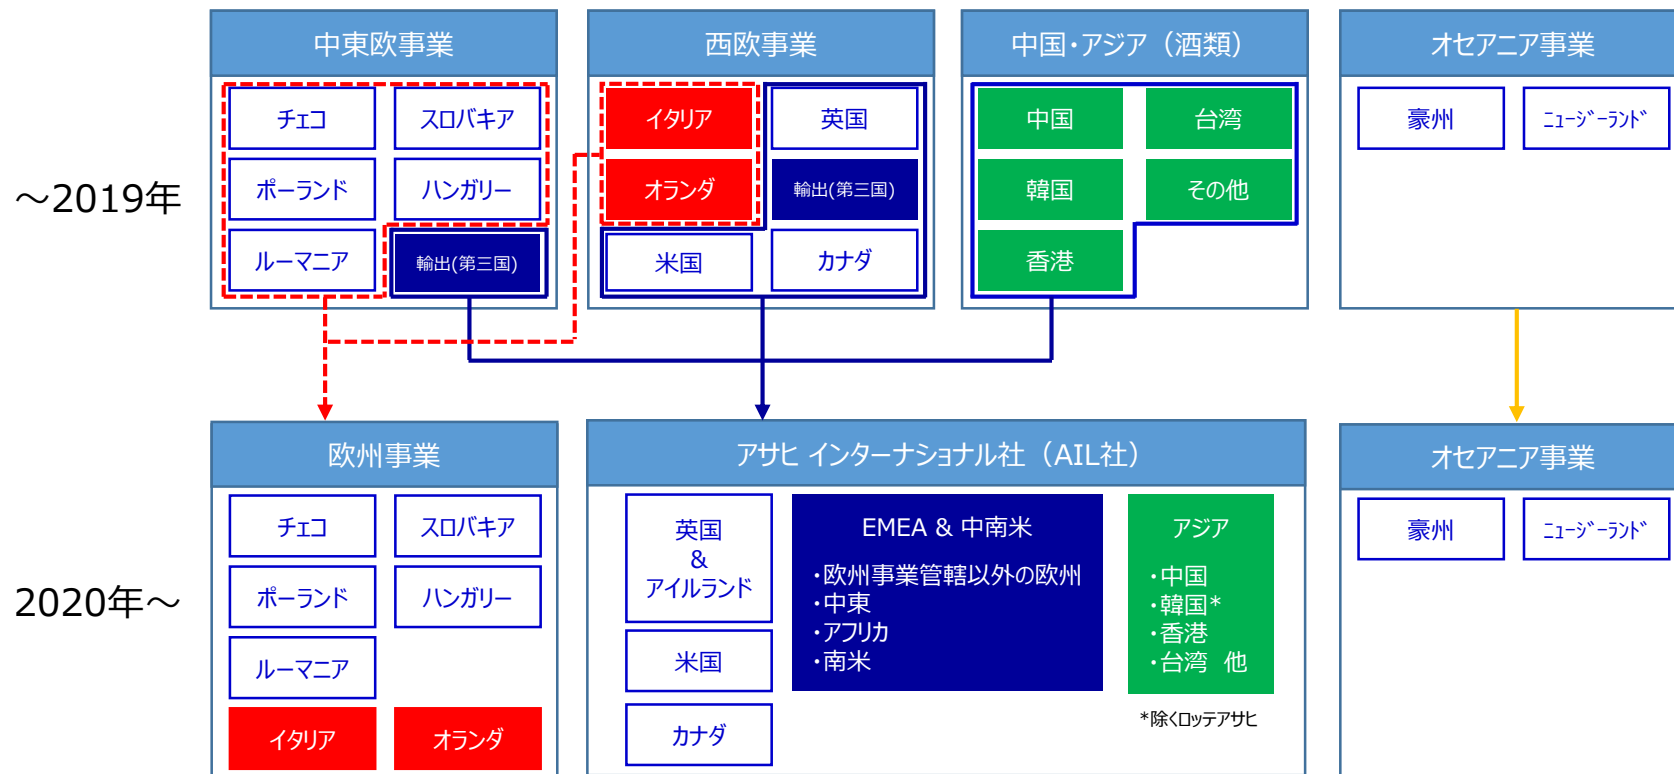 中東欧事業
西欧事業
中国・アジア（酒類）
オセアニア事業
～2019年
チェコ
スロバキア
ポーランド
ハンガリー
ルーマニア
輸出(第三国)
イタリア
英国
オランダ
輸出(第三国)
米国
カナダ
中国
台湾
韓国
その他
香港
豪州
ﾆｭｰｼﾞｰﾗﾝﾄﾞ
2020年～
欧州事業
アサヒ インターナショナル社（AIL社）
オセアニア事業
チェコ
スロバキア
ポーランド
ハンガリー
ルーマニア
イタリア
オランダ
英国
&
アイルランド
米国
カナダ
EMEA & 中南米
・欧州事業管轄以外の欧州
・中東
・アフリカ
・南米
アジア
・中国
・韓国*
・香港
・台湾 他
*除くロッテアサヒ
豪州
ﾆｭｰｼﾞｰﾗﾝﾄﾞ